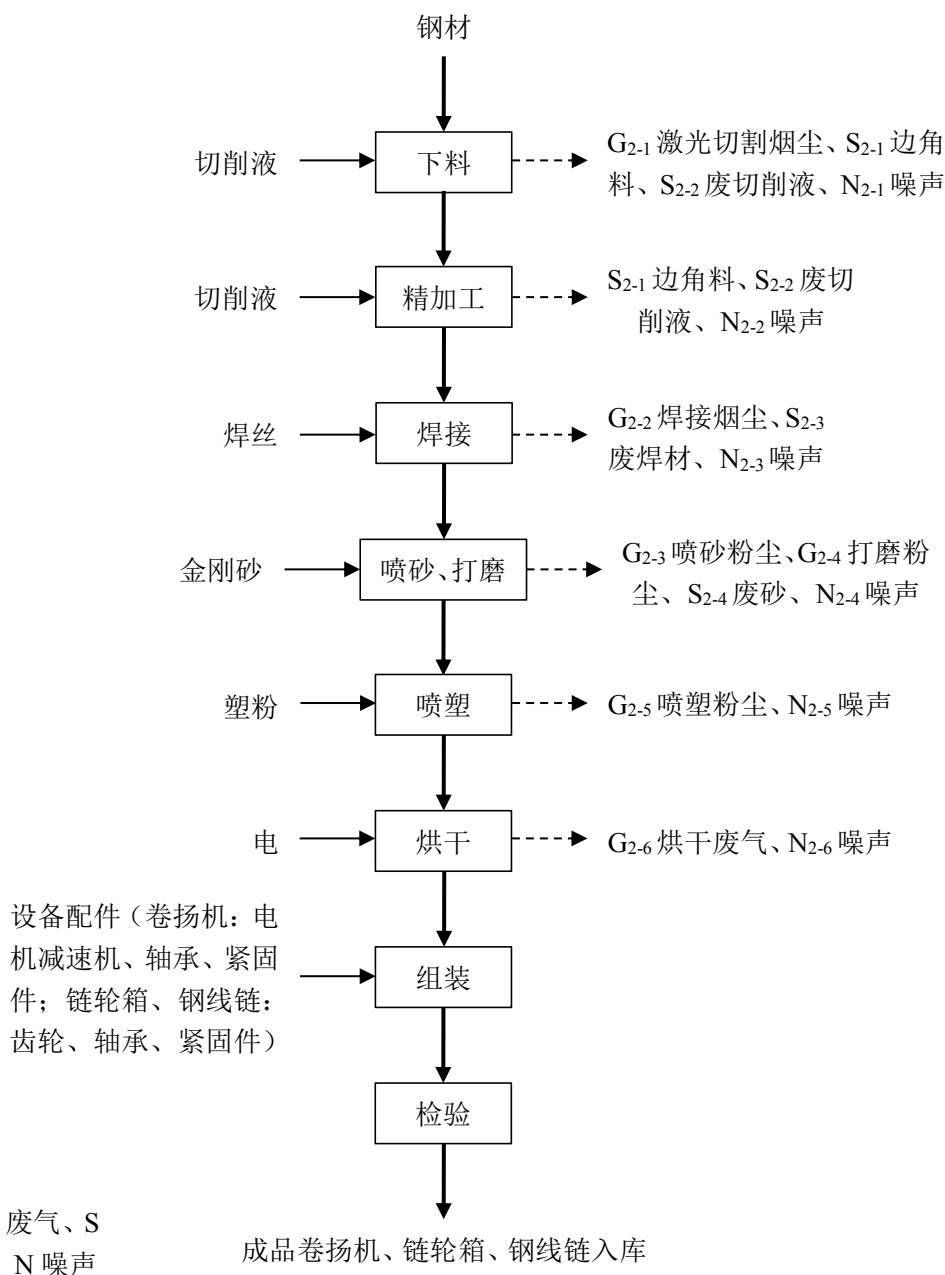 钢材
切削液
下料
G2-1 激光切割烟尘、S2-1 边角
料、S2-2 废切削液、N2-1 噪声
切削液
精加工
S2-1 边角料、S2-2 废切
削液、N2-2 噪声
焊丝
焊接
G2-2 焊接烟尘、S2-3
废焊材、N2-3 噪声
金刚砂
喷砂、打磨
G2-3 喷砂粉尘、G2-4 打磨粉
尘、S2-4 废砂、N2-4 噪声
塑粉
喷塑
G2-5 喷塑粉尘、N2-5 噪声
电
烘干
G2-6 烘干废气、N2-6 噪声
设备配件（卷扬机：电
机减速机、轴承、紧固
件；链轮箱、钢线链：
齿轮、轴承、紧固件）
组装
检验
废气、S
N 噪声
成品卷扬机、链轮箱、钢线链入库